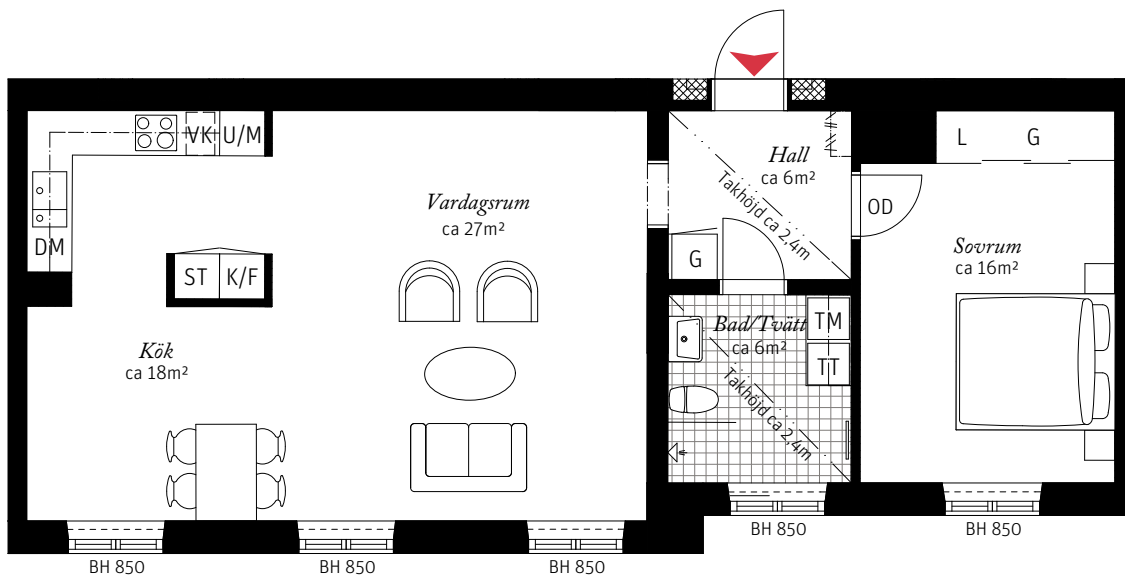 VK U/M
DM
ST K/F
Vardagsrum
ca 27m²
Kök
ca 18m²
Hall
ca 6m²
Takhöjd ca 2,4m
G
OD
L G
Sovrum
ca 16m²
Bad/Tvätt
ca 6m²
TM
TT
Takhöjd ca 2,4m
BH 850
BH 850
BH 850
BH 850
BH 850